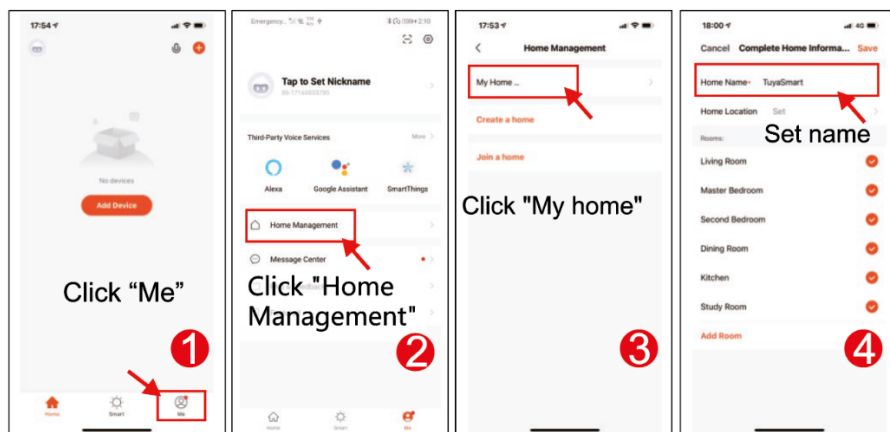 17:54
No devices
Add Device
Click “Me”
1
Home
Smart
Me
Tap to Set Nickname
Third-Party Voice Services
More
Alexa
Google Assistant
SmartThings
Home Management
Message Center
Click "Home
Management"
2
Home
Smart
Me
17:53
Home Management
My Home ..
Create a home
Join a home
Click "My home"
3
18:00
4G
Cancel
Complete Home Informa...
Save
Home Name*
TuyaSmart
Home Location
Set
Set name
Rooms:
Living Room
Master Bedroom
Second Bedroom
Dining Room
Kitchen
Study Room
Add Room
4